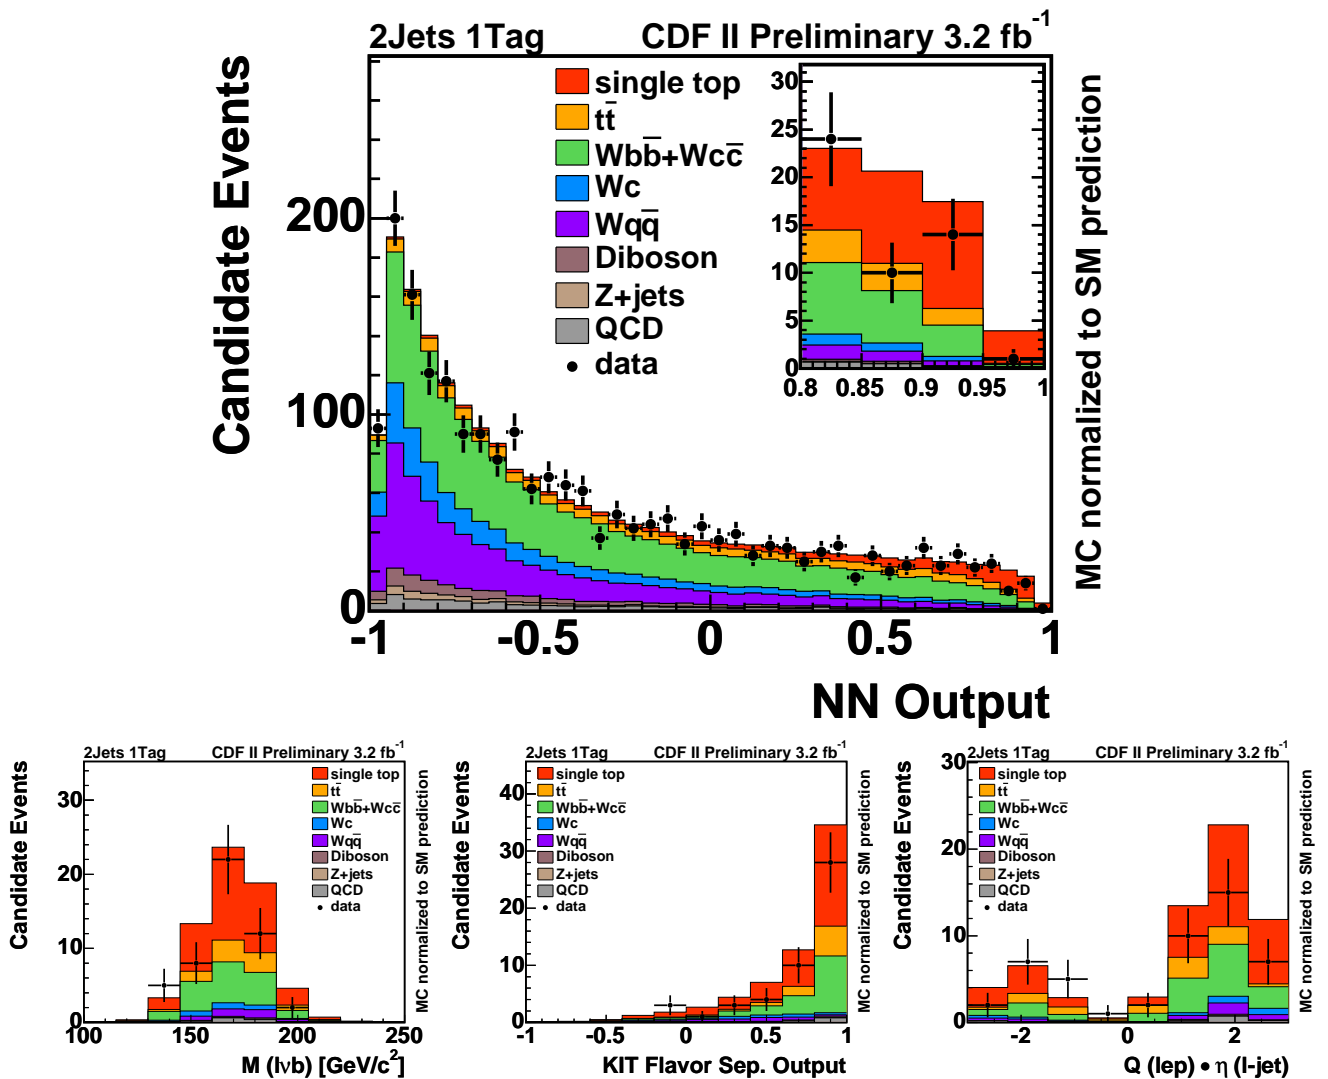 2Jets 1Tag CDF II Preliminary 3.2 fb⁻¹
Candidate Events
MC normalized to SM prediction
single top
tt̄
Wbb̄+Wcc̄
Wc
Wqq̄
Diboson
Z+jets
QCD
data
200
100
0
-1 -0.5 0 0.5 1
NN Output
30
25
20
15
10
5
0
0.8 0.85 0.9 0.95 1
2Jets 1Tag CDF II Preliminary 3.2 fb⁻¹
Candidate Events
MC normalized to SM prediction
single top
tt̄
Wbb̄+Wcc̄
Wc
Wqq̄
Diboson
Z+jets
QCD
data
30
20
10
0
100 150 200 250
M (lνb) [GeV/c²]
2Jets 1Tag CDF II Preliminary 3.2 fb⁻¹
Candidate Events
MC normalized to SM prediction
single top
tt̄
Wbb̄+Wcc̄
Wc
Wqq̄
Diboson
Z+jets
QCD
data
40
30
20
10
0
-1 -0.5 0 0.5 1
KIT Flavor Sep. Output
2Jets 1Tag CDF II Preliminary 3.2 fb⁻¹
Candidate Events
MC normalized to SM prediction
single top
tt̄
Wbb̄+Wcc̄
Wc
Wqq̄
Diboson
Z+jets
QCD
data
30
20
10
0
-2 0 2
Q (lep) • η (l-jet)